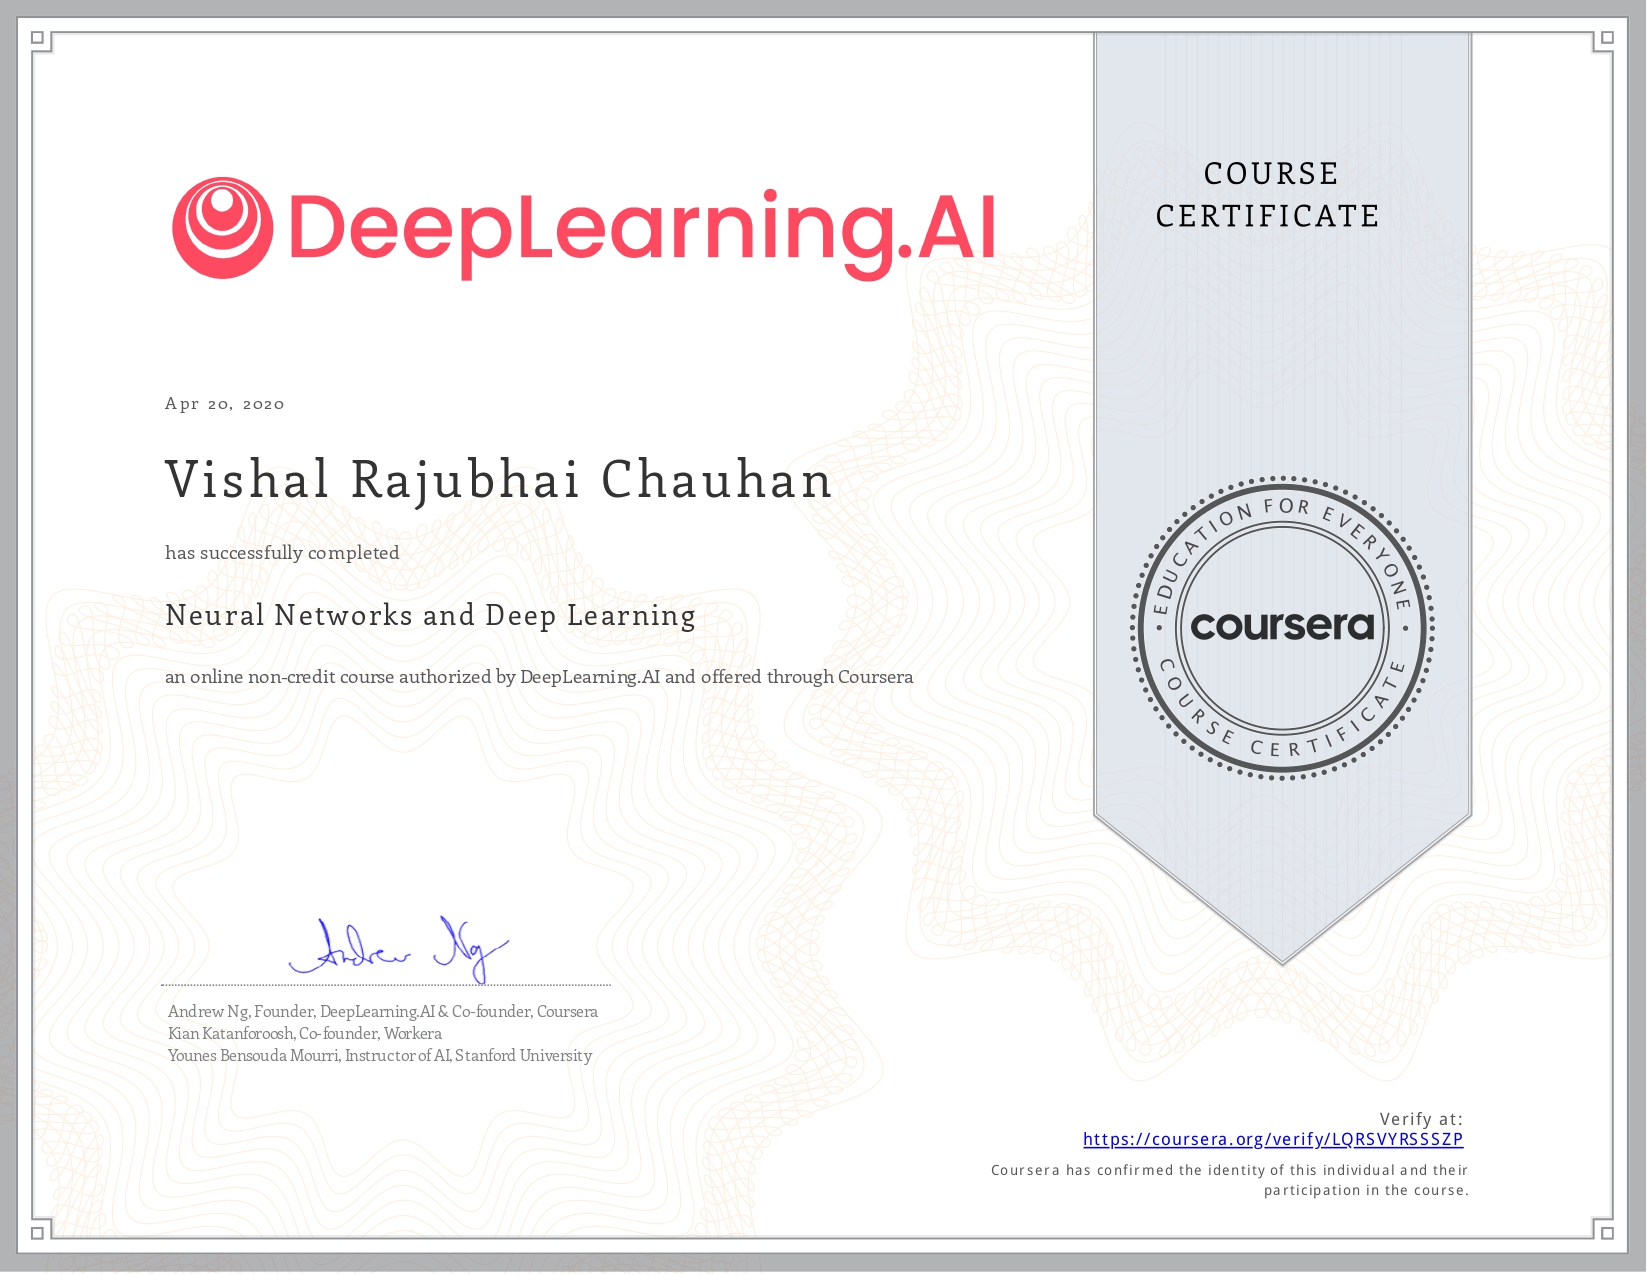 DeepLearning.AI
COURSE
CERTIFICATE
Apr 20, 2020
Vishal Rajubhai Chauhan
has successfully completed
Neural Networks and Deep Learning
an online non-credit course authorized by DeepLearning.AI and offered through Coursera
EDUCATION FOR EVERYONE
coursera
COURSE CERTIFICATE
Andrew Ng
Andrew Ng, Founder, DeepLearning.AI & Co-founder, Coursera
Kian Katanforoosh, Co-founder, Workera
Younes Bensouda Mourri, Instructor of AI, Stanford University
Verify at:
https://coursera.org/verify/LQRSVYRSSSZP
Coursera has confirmed the identity of this individual and their
participation in the course.